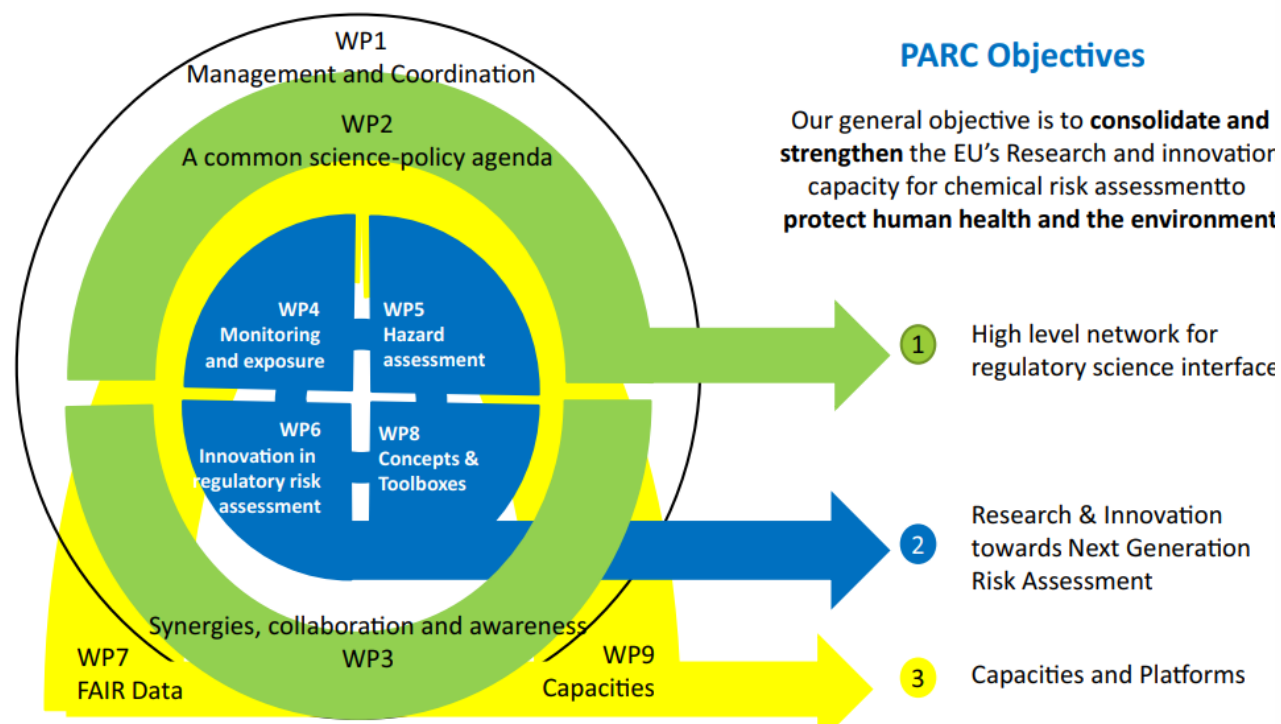 WP1
Management and Coordination
WP2
A common science-policy agenda
WP4
Monitoring
and exposure
WP5
Hazard
assessment
WP6
Innovation in
regulatory risk
assessment
WP8
Concepts &
Toolboxes
Synergies, collaboration and awareness
WP3
WP7
FAIR Data
WP9
Capacities
PARC Objectives
Our general objective is to consolidate and
strengthen the EU's Research and innovation
capacity for chemical risk assessmentto
protect human health and the environment
1
High level network for
regulatory science interface
2
Research & Innovation
towards Next Generation
Risk Assessment
3
Capacities and Platforms